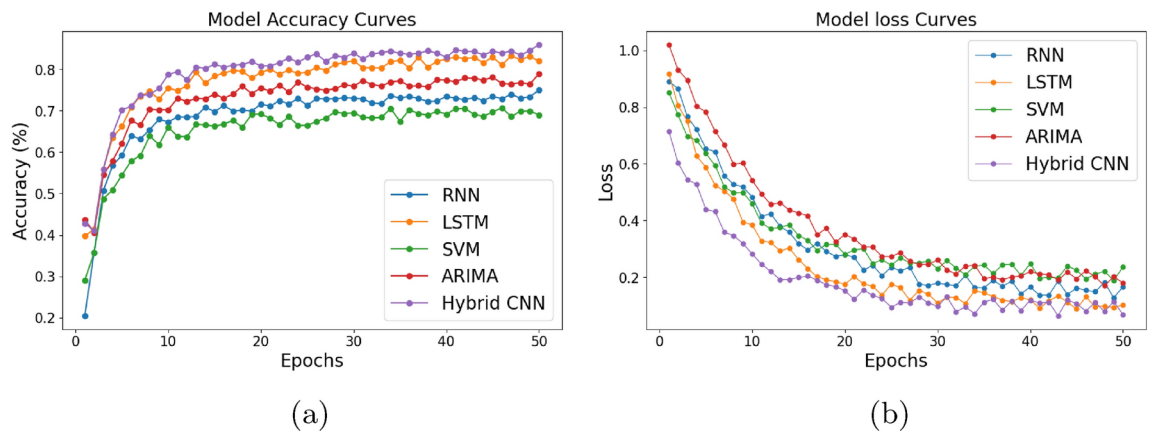 Model Accuracy Curves
Accuracy (%)
0.8
0.7
0.6
0.5
0.4
0.3
0.2
0
10
20
30
40
50
Epochs
RNN
LSTM
SVM
ARIMA
Hybrid CNN
(a)
Model loss Curves
Loss
1.0
0.8
0.6
0.4
0.2
0
10
20
30
40
50
Epochs
RNN
LSTM
SVM
ARIMA
Hybrid CNN
(b)